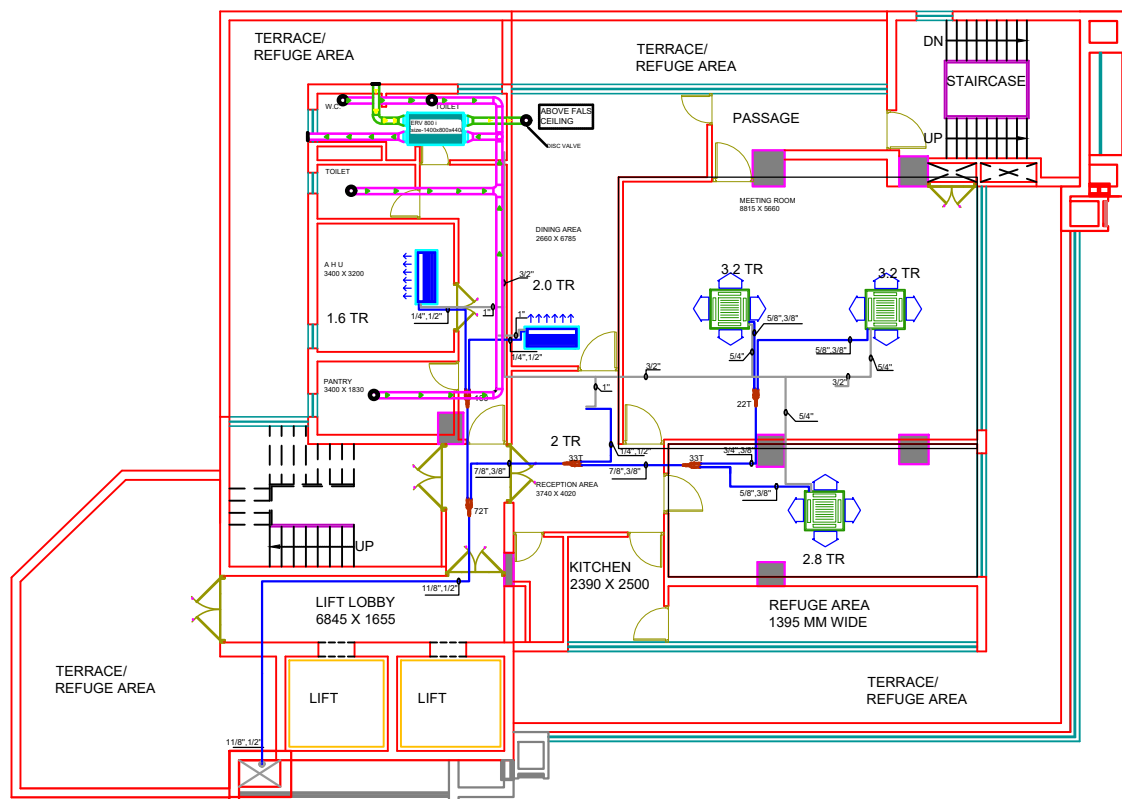 TERRACE/
REFUGE AREA
TERRACE/
REFUGE AREA
DN
STAIRCASE
UP
W.C.
TOILET
ERV 800 i
size-1400x800x440
ABOVE FALS
CEILING
DISC VALVE
PASSAGE
TOILET
MEETING ROOM
8815 X 5660
DINING AREA
2660 X 6785
A H U
3400 X 3200
3/2"
2.0 TR
3.2 TR
3.2 TR
1.6 TR
1/4",1/2"
1"
1"
1/4",1/2"
5/8",3/8"
5/8",3/8"
5/4"
5/4"
3/2"
3/2"
PANTRY
3400 X 1830
1"
22T
5/4"
2 TR
1/4",1/2"
3/4",3/8"
33T
33T
7/8",3/8"
7/8",3/8"
RECEPTION AREA
3740 X 4020
5/8",3/8"
72T
UP
2.8 TR
KITCHEN
2390 X 2500
11/8",1/2"
LIFT LOBBY
6845 X 1655
REFUGE AREA
1395 MM WIDE
TERRACE/
REFUGE AREA
LIFT
LIFT
TERRACE/
REFUGE AREA
11/8",1/2"